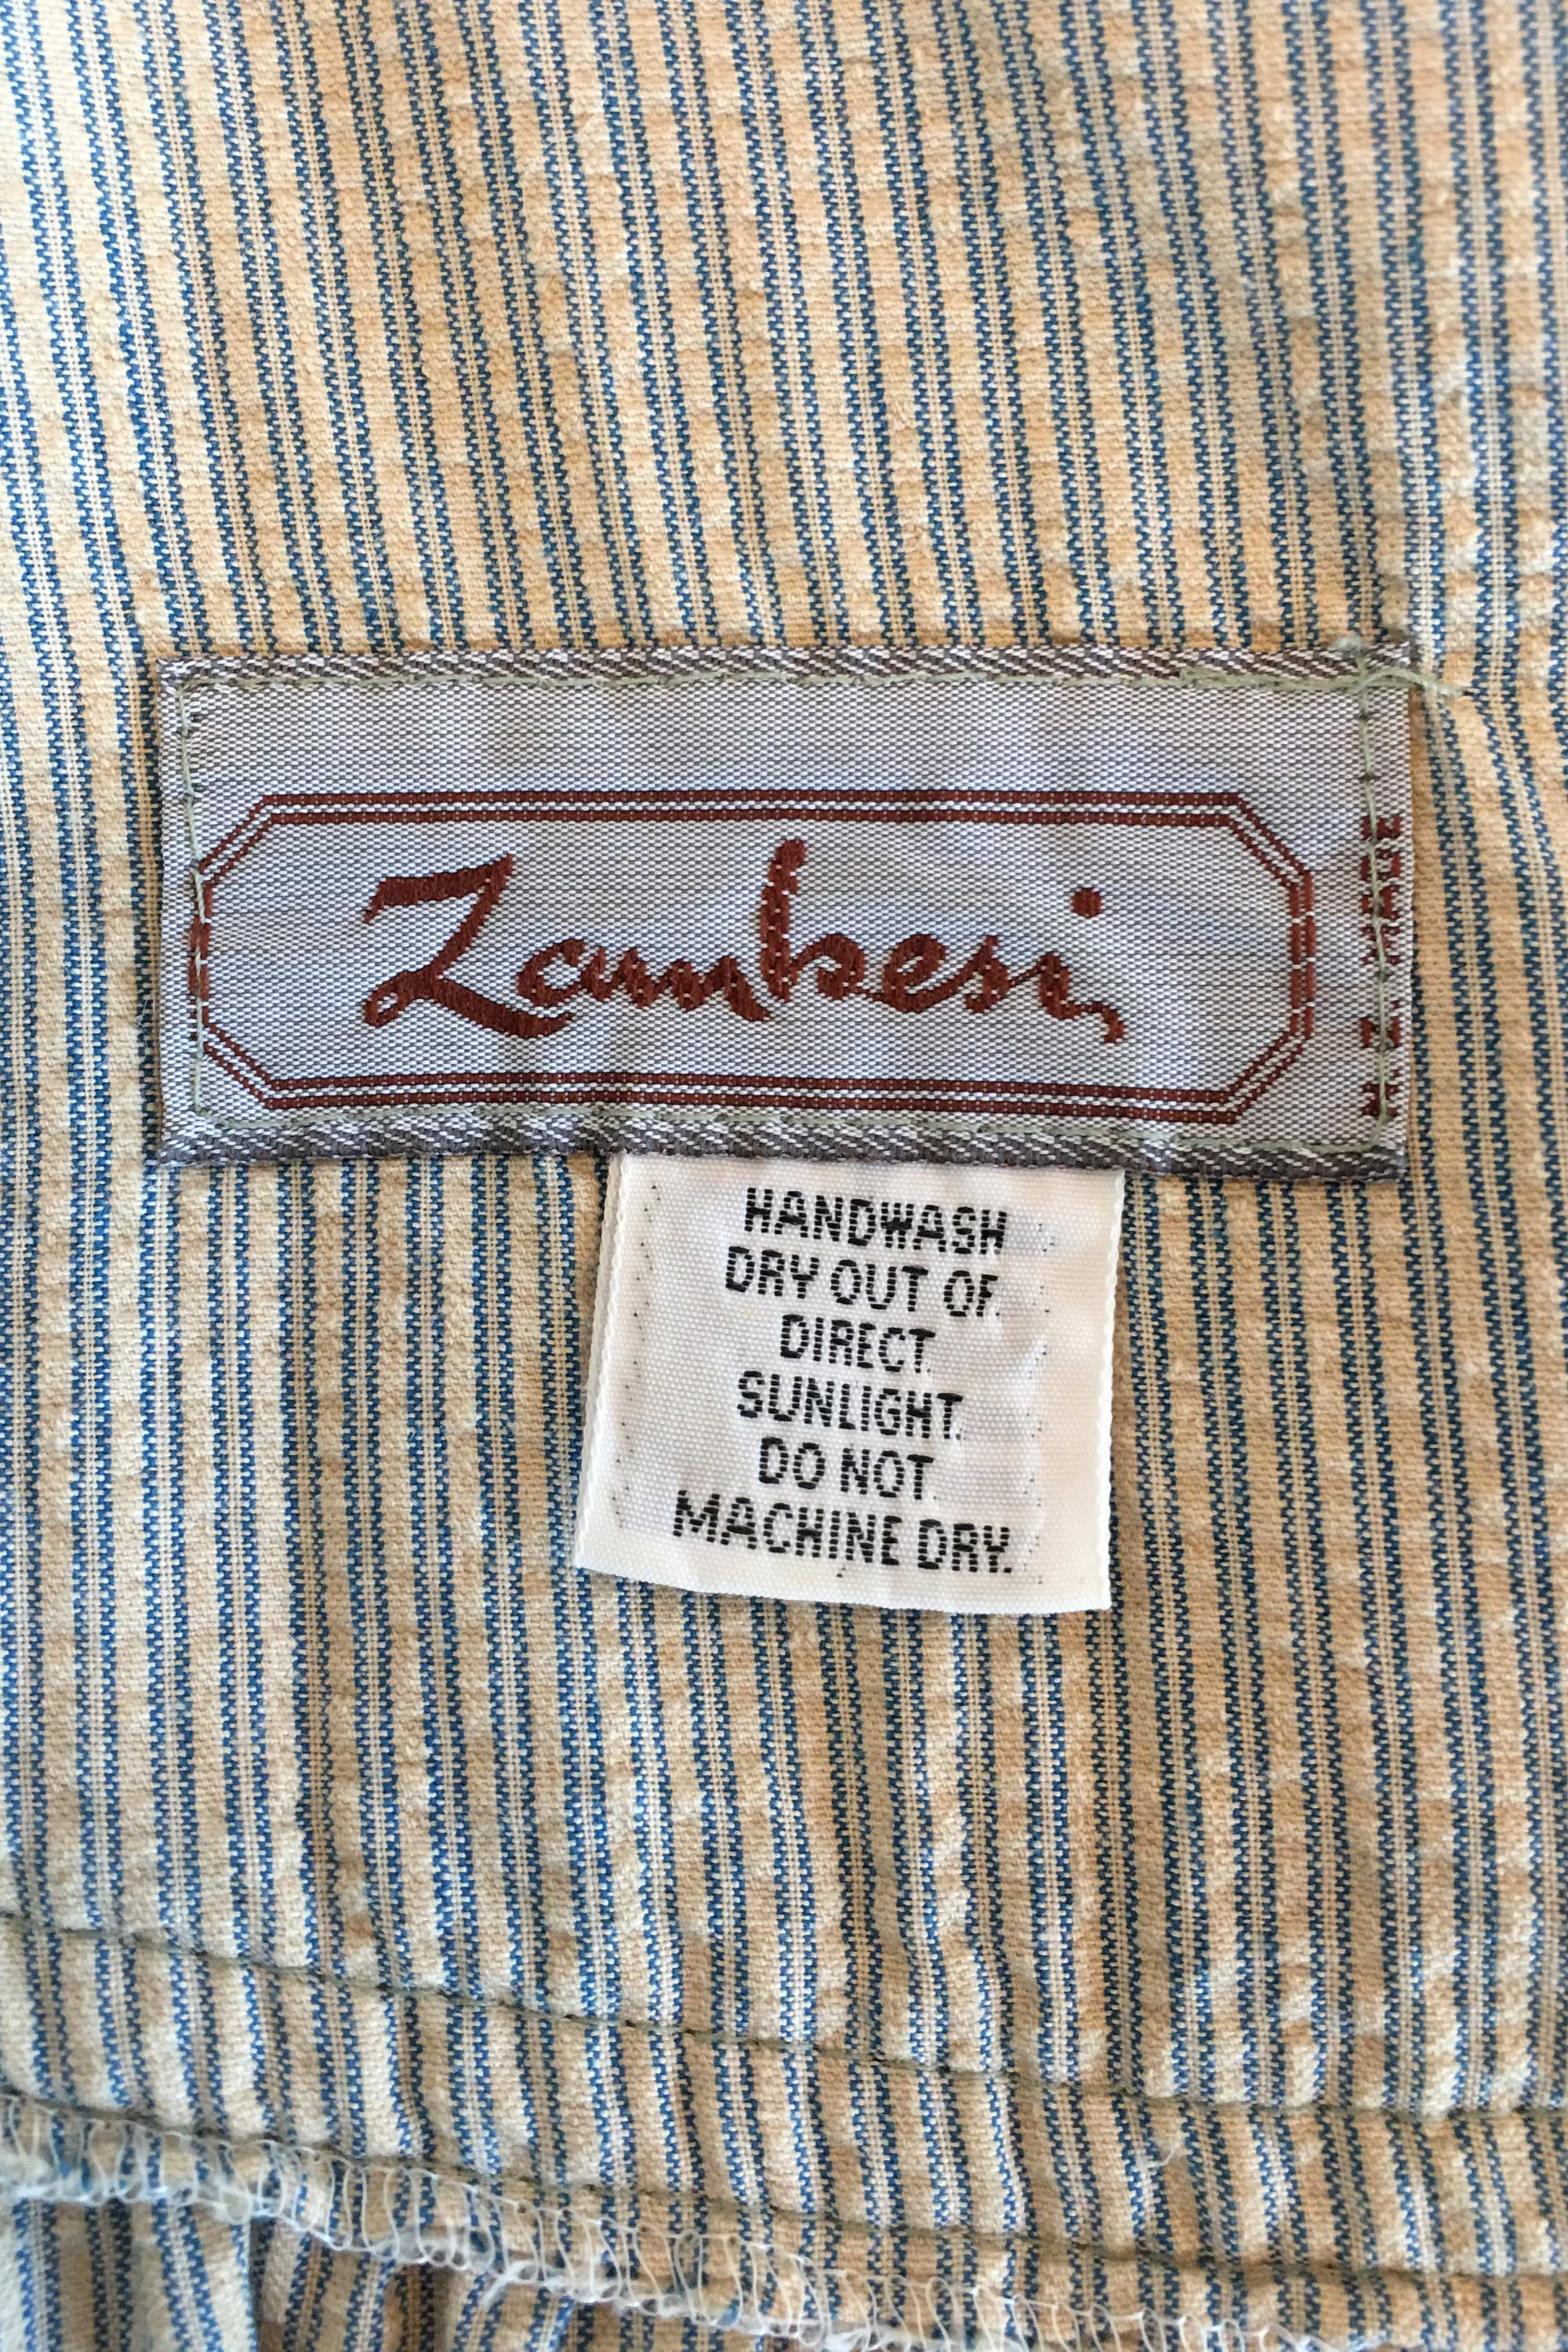 Zambesi
HANDWASH
DRY OUT OF
DIRECT
SUNLIGHT.
DO NOT
MACHINE DRY.